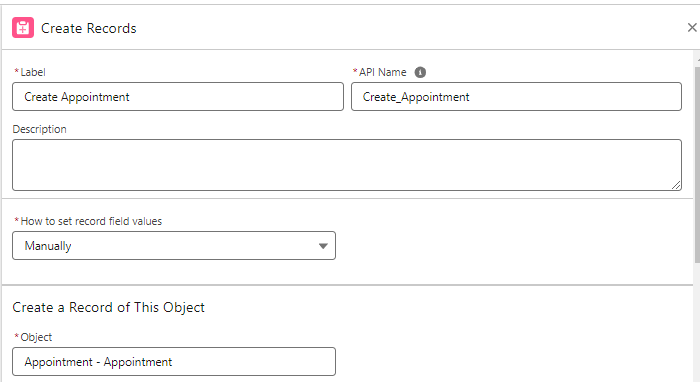 Create Records
*Label
*API Name
Create Appointment
Create_Appointment
Description
*How to set record field values
Manually
Create a Record of This Object
*Object
Appointment - Appointment